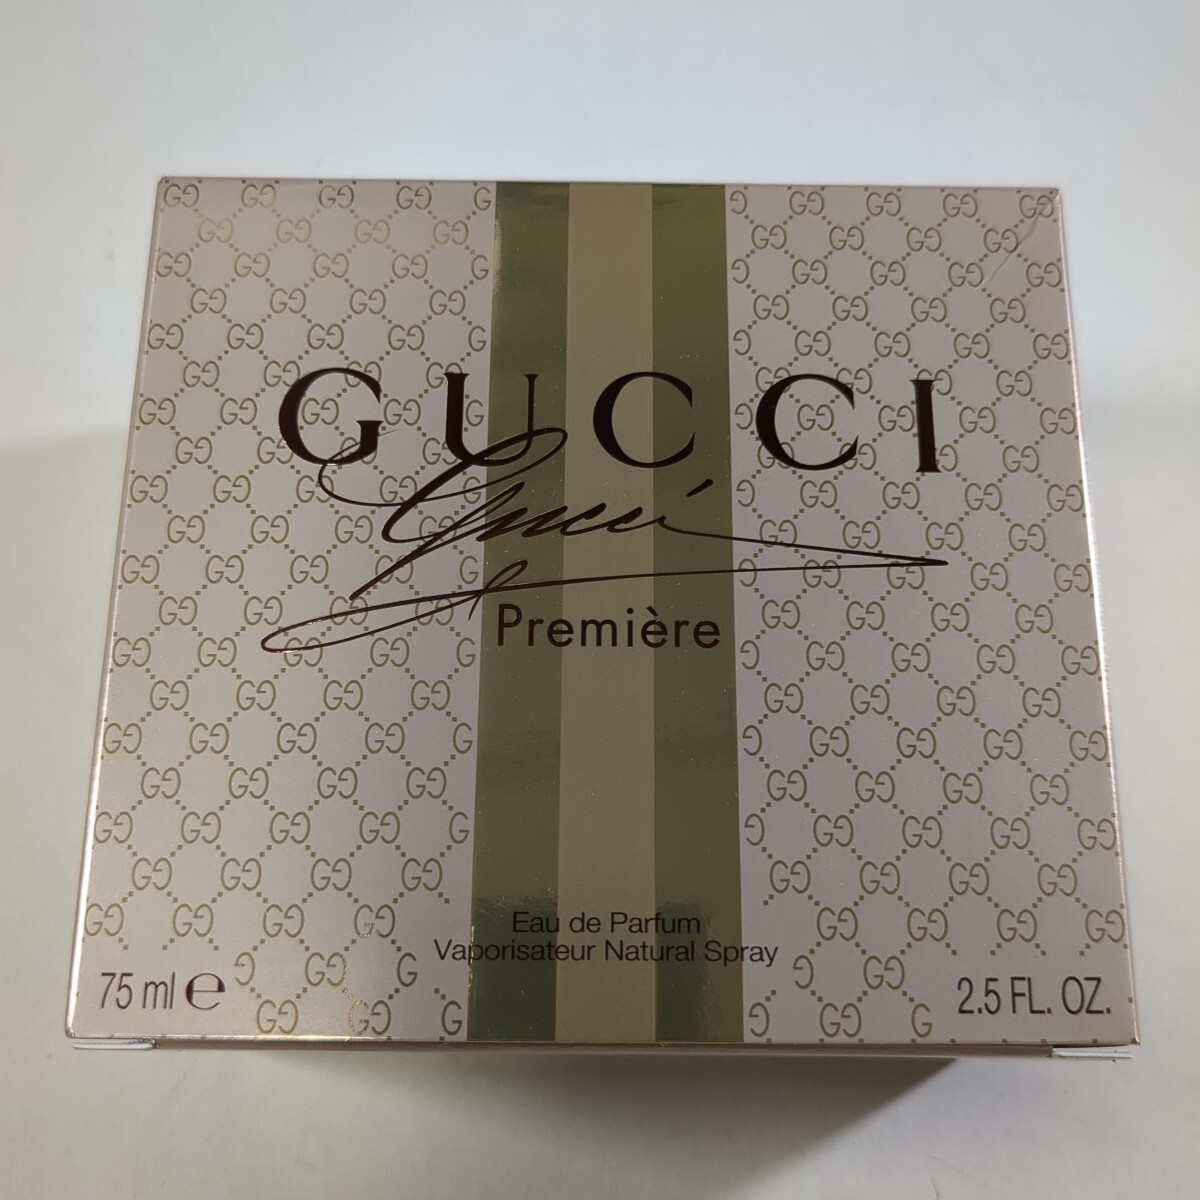 GUCCI
Gucci
Première
Eau de Parfum
Vaporisateur Natural Spray
75 ml ℮
2.5 FL. OZ.